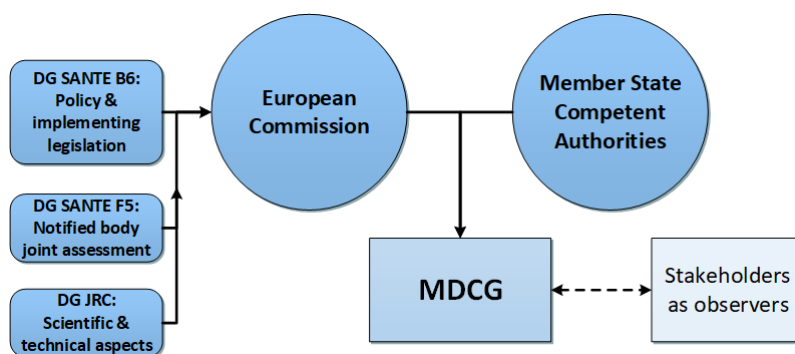 DG SANTE B6:
Policy &
implementing
legislation
European
Commission
Member State
Competent
Authorities
DG SANTE F5:
Notified body
joint assessment
DG JRC:
Scientific &
technical aspects
MDCG
Stakeholders
as observers